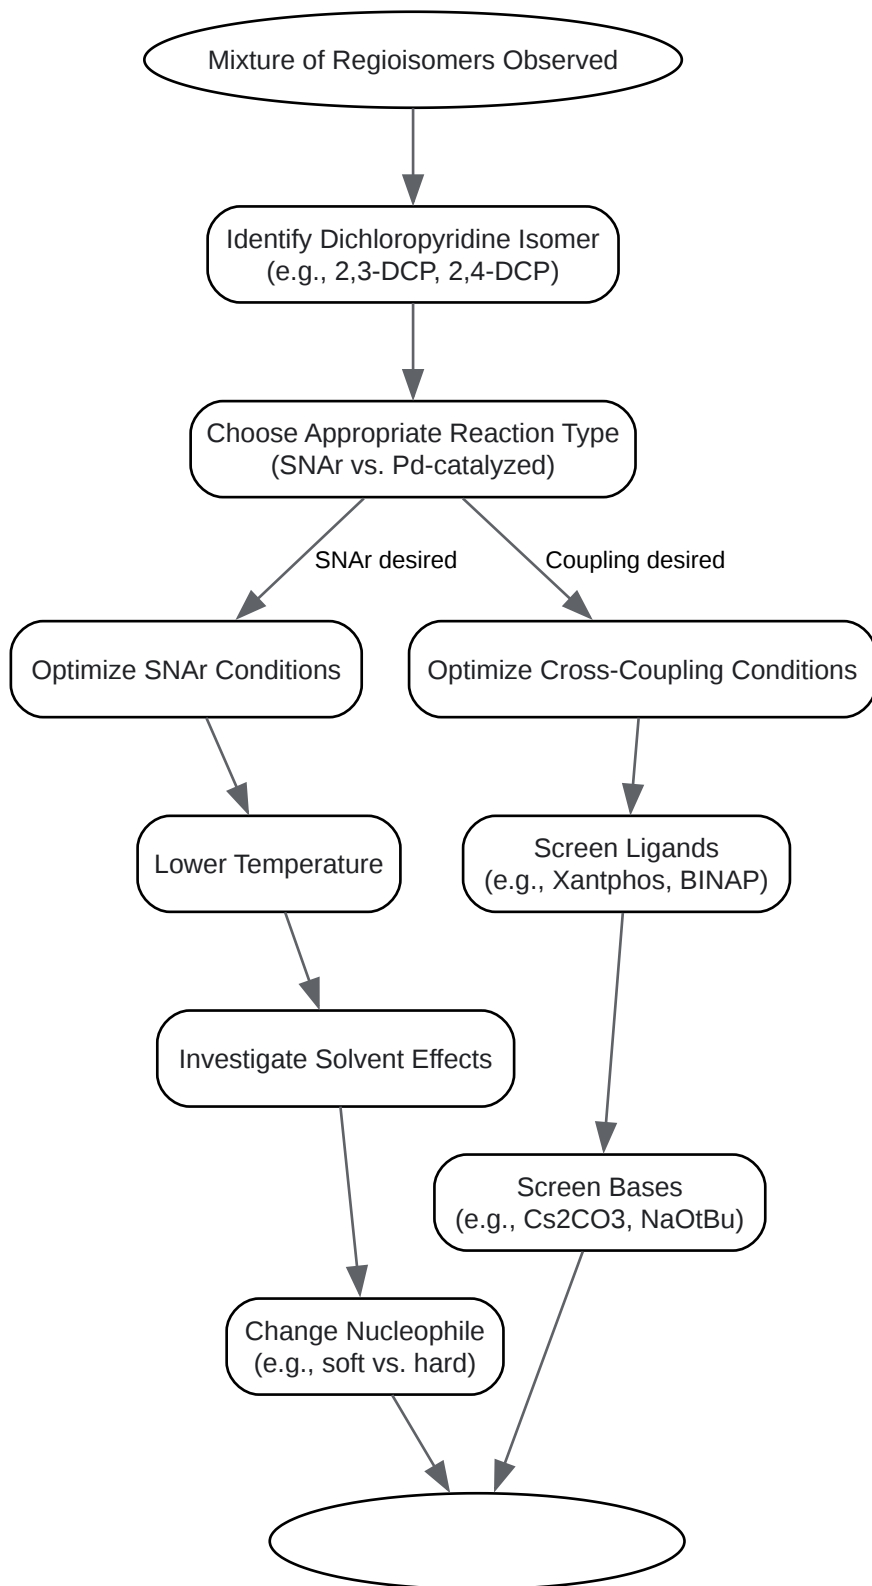 Mixture of Regioisomers Observed
Identify Dichloropyridine Isomer
(e.g., 2,3-DCP, 2,4-DCP)
Choose Appropriate Reaction Type
(SNAr vs. Pd-catalyzed)
SNAr desired
Coupling desired
Optimize SNAr Conditions
Optimize Cross-Coupling Conditions
Lower Temperature
Screen Ligands
(e.g., Xantphos, BINAP)
Investigate Solvent Effects
Screen Bases
(e.g., Cs2CO3, NaOtBu)
Change Nucleophile
(e.g., soft vs. hard)